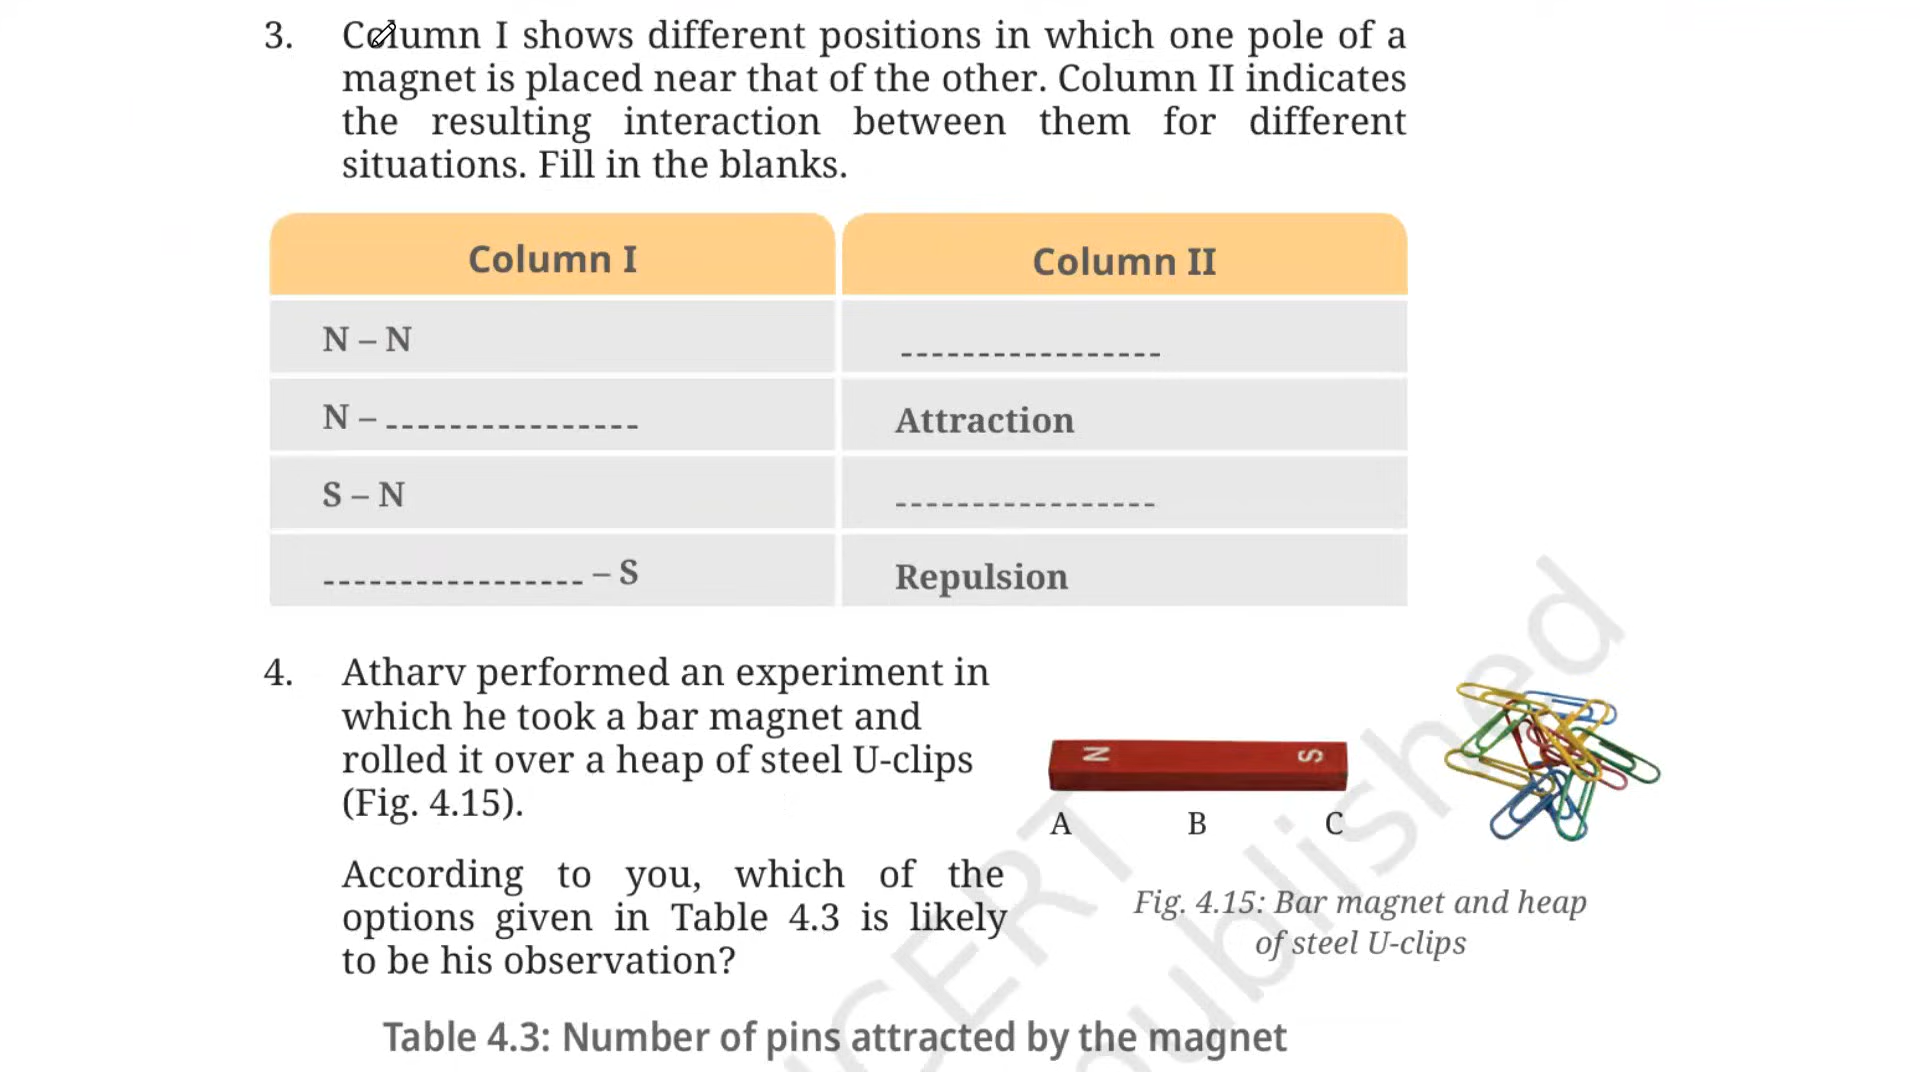 3. Column I shows different positions in which one pole of a
magnet is placed near that of the other. Column II indicates
the resulting interaction between them for different
situations. Fill in the blanks.
Column I Column II
N – N -----------------
N – ----------------- Attraction
S – N -----------------
----------------- – S Repulsion
4. Atharv performed an experiment in
which he took a bar magnet and
rolled it over a heap of steel U-clips
(Fig. 4.15).
N S
A B C
According to you, which of the
options given in Table 4.3 is likely
to be his observation?
Fig. 4.15: Bar magnet and heap
of steel U-clips
Table 4.3: Number of pins attracted by the magnet
NCERT
published